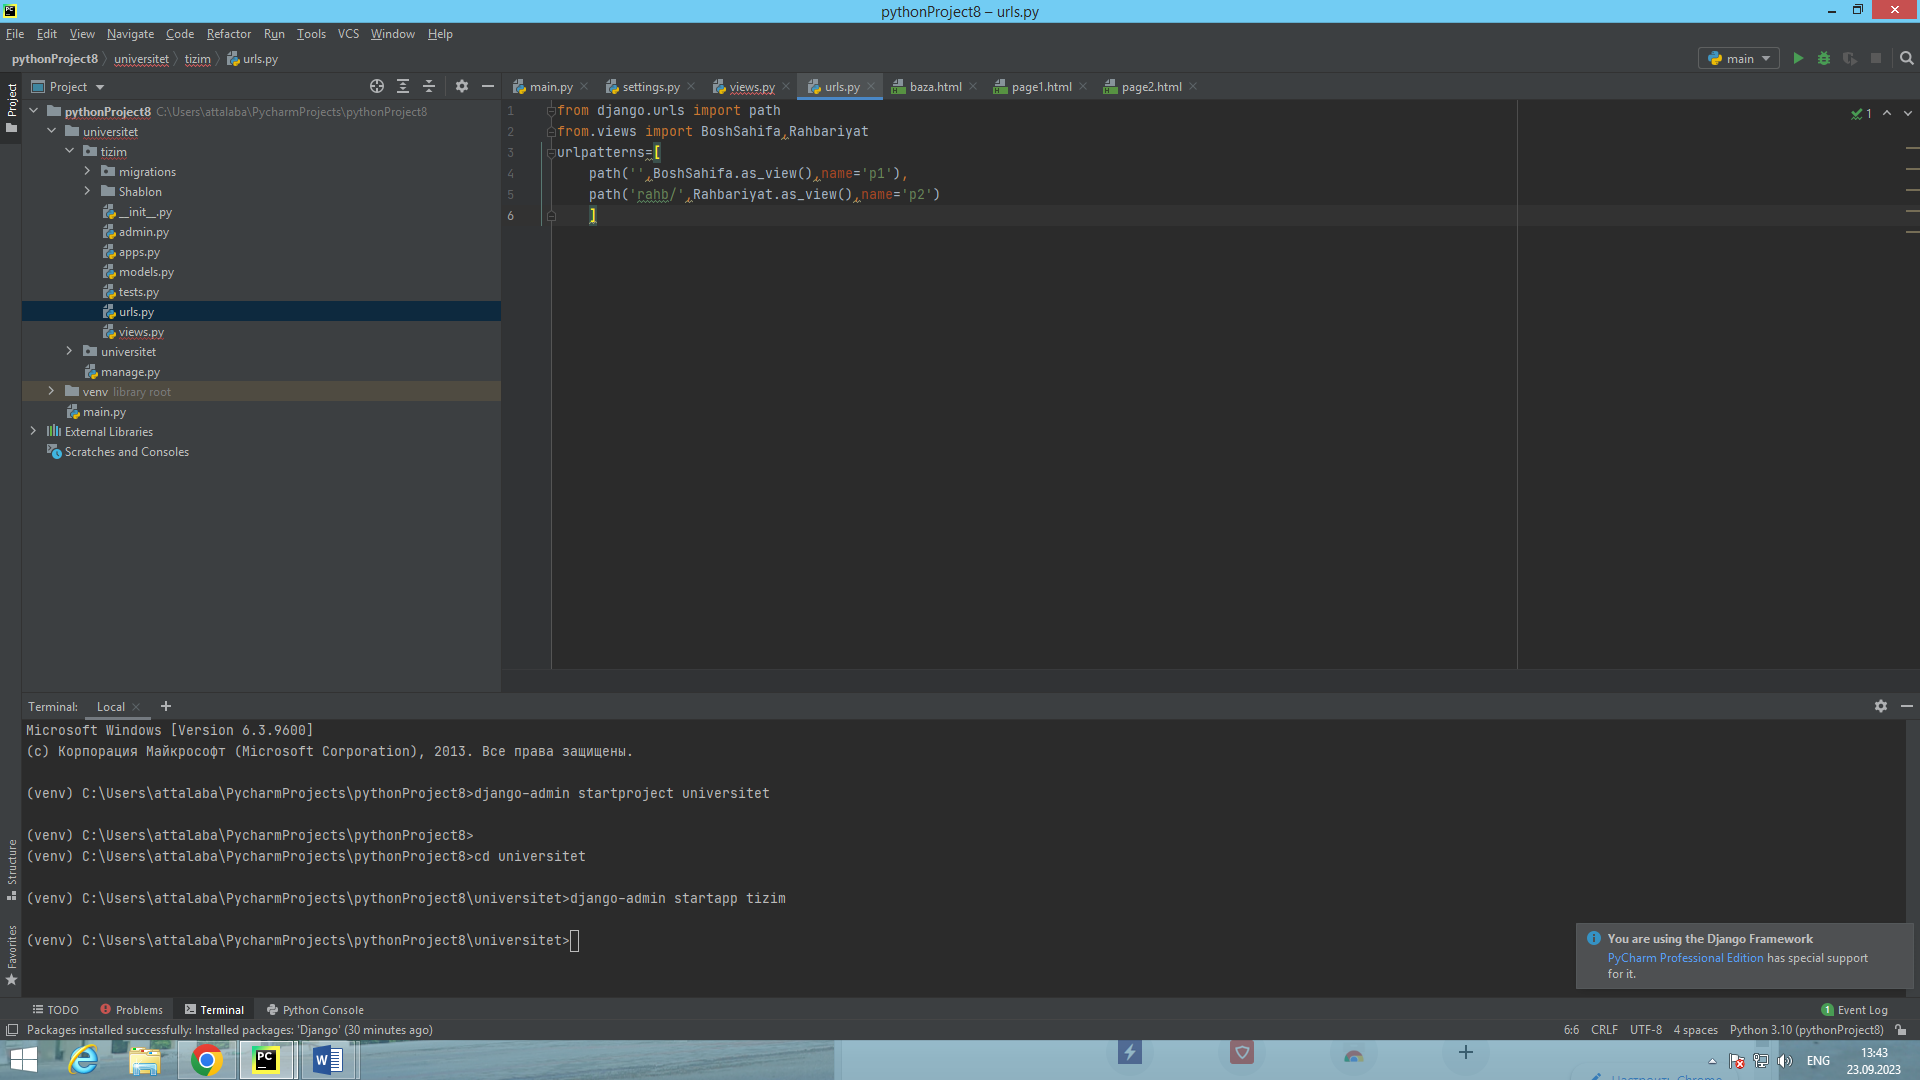 pythonProject8 – urls.py
File Edit View Navigate Code Refactor Run Tools VCS Window Help
pythonProject8 universitet tizim urls.py
main
Project
Project
main.py settings.py views.py urls.py baza.html page1.html page2.html
pythonProject8 C:\Users\attalaba\PycharmProjects\pythonProject8
universitet
tizim
migrations
Shablon
__init__.py
admin.py
apps.py
models.py
tests.py
urls.py
views.py
universitet
manage.py
venv library root
main.py
External Libraries
Scratches and Consoles
1 from django.urls import path
2 from.views import BoshSahifa,Rahbariyat
3 urlpatterns=[
4 path('',BoshSahifa.as_view(),name='p1'),
5 path('rahb/',Rahbariyat.as_view(),name='p2')
6 ]
1
Terminal: Local
Microsoft Windows [Version 6.3.9600]
(c) Корпорация Майкрософт (Microsoft Corporation), 2013. Все права защищены.
(venv) C:\Users\attalaba\PycharmProjects\pythonProject8>django-admin startproject universitet
(venv) C:\Users\attalaba\PycharmProjects\pythonProject8>
(venv) C:\Users\attalaba\PycharmProjects\pythonProject8>cd universitet
(venv) C:\Users\attalaba\PycharmProjects\pythonProject8\universitet>django-admin startapp tizim
(venv) C:\Users\attalaba\PycharmProjects\pythonProject8\universitet>
Structure
Favorites
You are using the Django Framework
PyCharm Professional Edition has special support
for it.
TODO Problems Terminal Python Console
1 Event Log
Packages installed successfully: Installed packages: 'Django' (30 minutes ago)
6:6 CRLF UTF-8 4 spaces Python 3.10 (pythonProject8)
PC
ENG
13:43
23.09.2023